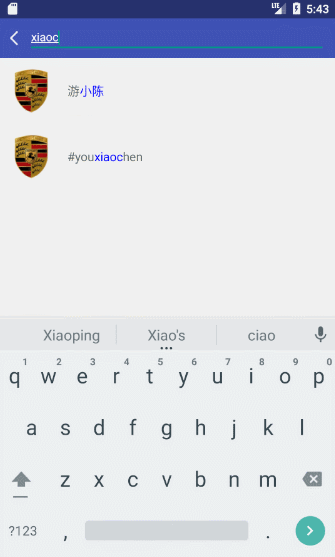 LTE 5:43
xiaoc
游小陈
#youxiaochen
Xiaoping Xiao's ciao
1 2 3 4 5 6 7 8 9 0
q w e r t y u i o p
a s d f g h j k l
z x c v b n m
?123 , .